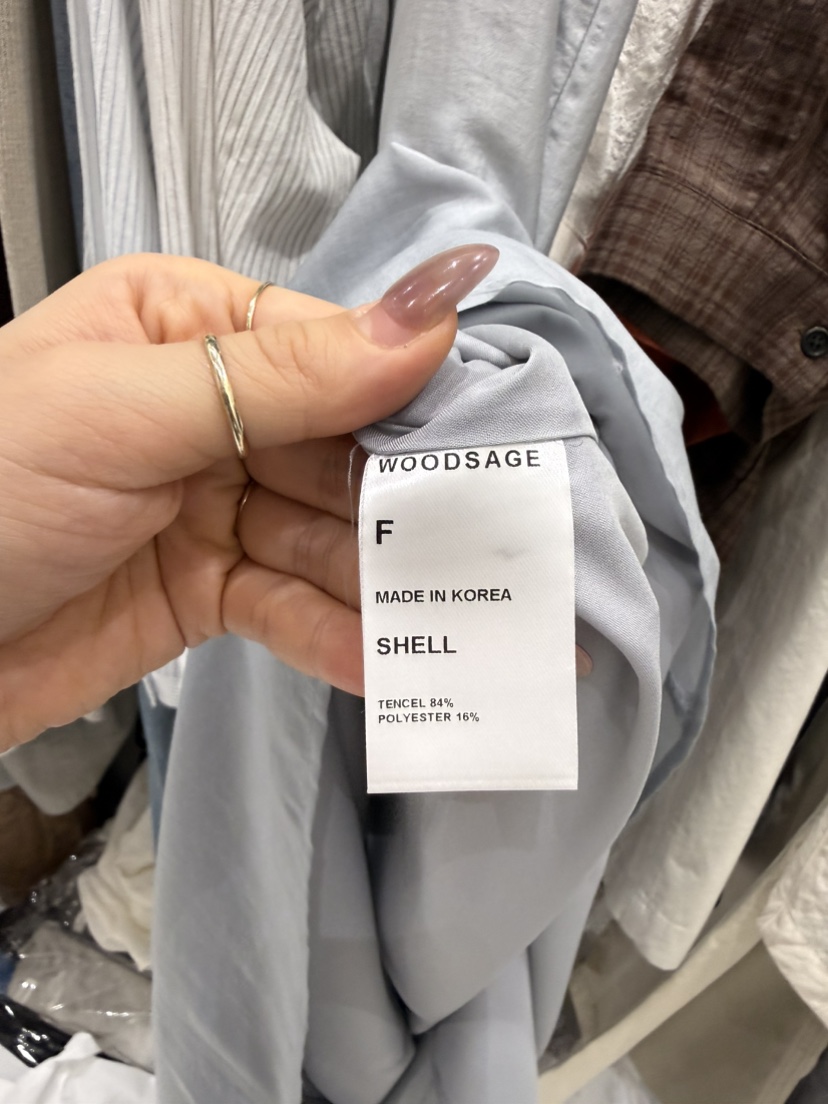 WOODSAGE
F
MADE IN KOREA
SHELL
TENCEL 84%
POLYESTER 16%